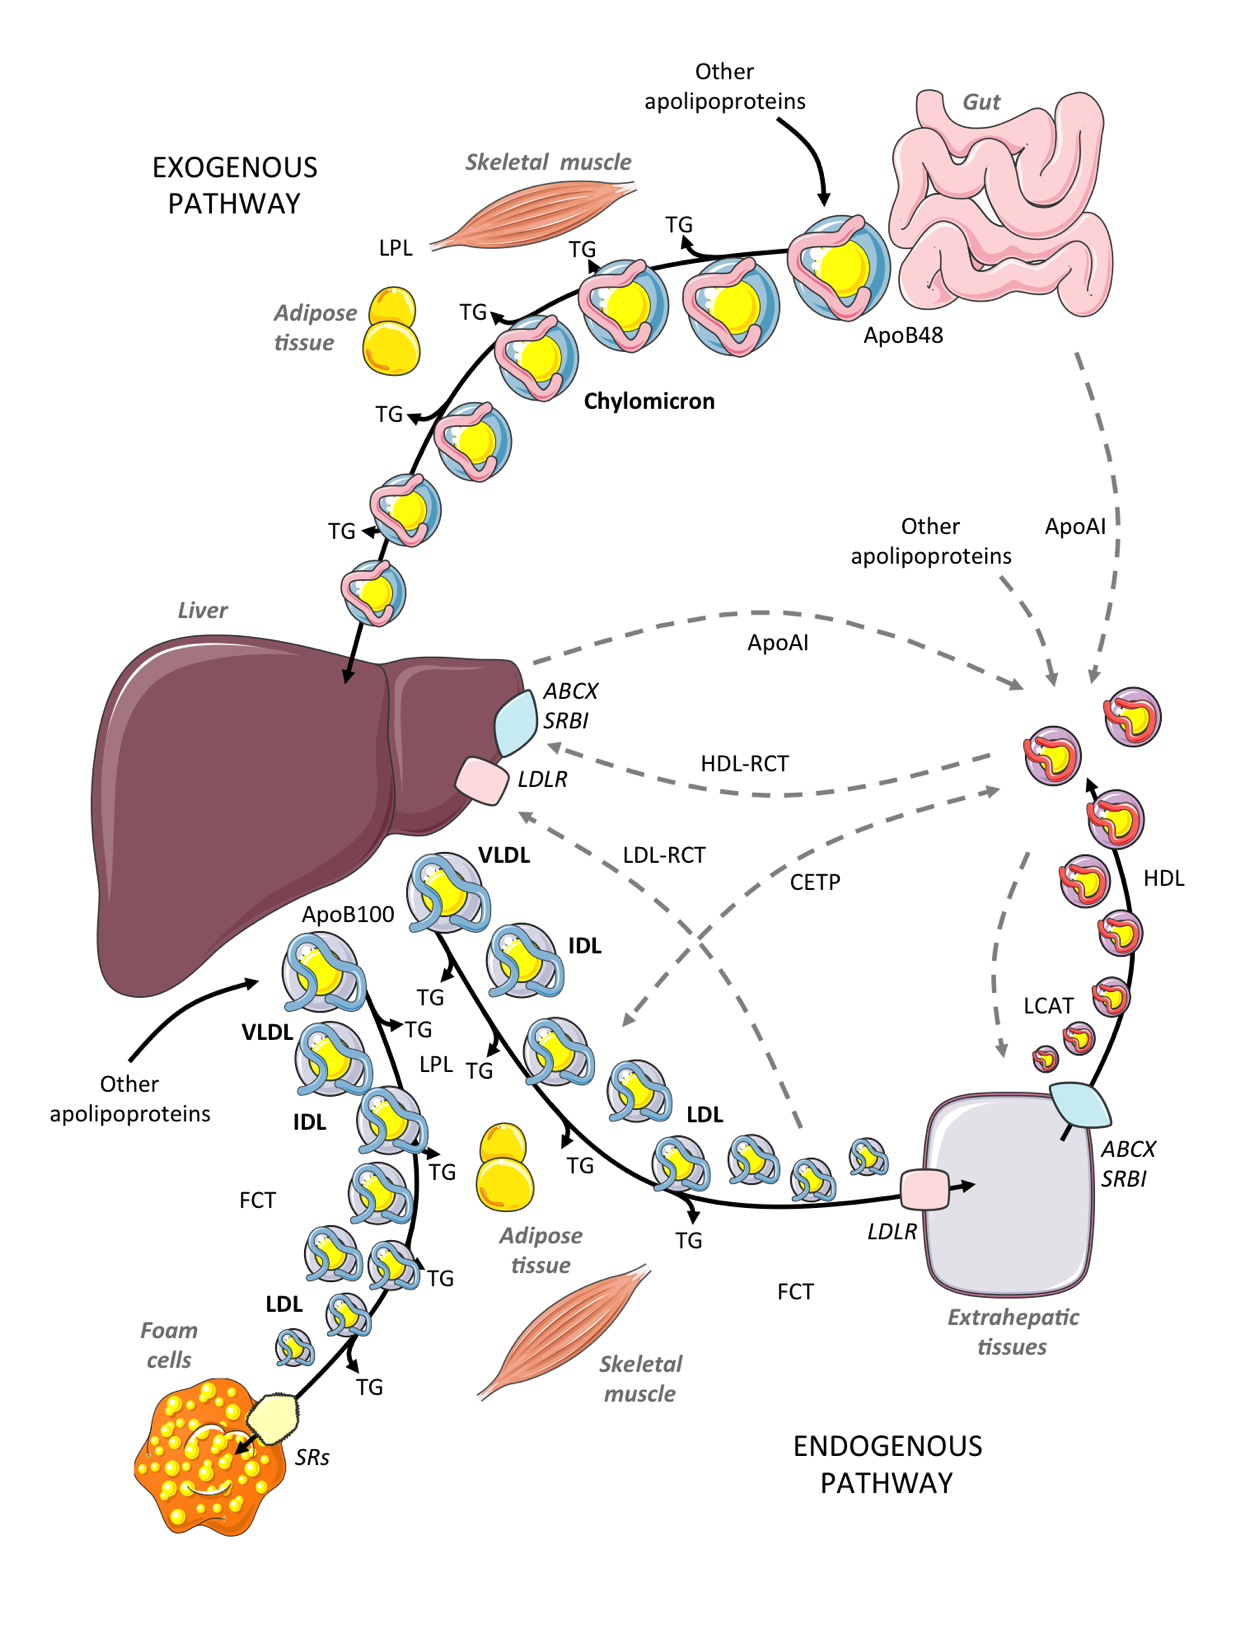 Other
apolipoproteins
Gut
EXOGENOUS
PATHWAY
Skeletal muscle
LPL
TG
TG
TG
Adipose
tissue
ApoB48
Chylomicron
TG
TG
Other
apolipoproteins
ApoAI
Liver
ApoAI
ABCX
SRBI
HDL-RCT
LDLR
VLDL
LDL-RCT
CETP
HDL
ApoB100
IDL
TG
LCAT
VLDL
TG
LPL
TG
Other
apolipoproteins
IDL
LDL
TG
TG
ABCX
SRBI
FCT
LDLR
Adipose
tissue
TG
TG
FCT
LDL
Extrahepatic
tissues
Foam
cells
Skeletal
muscle
TG
SRs
ENDOGENOUS
PATHWAY